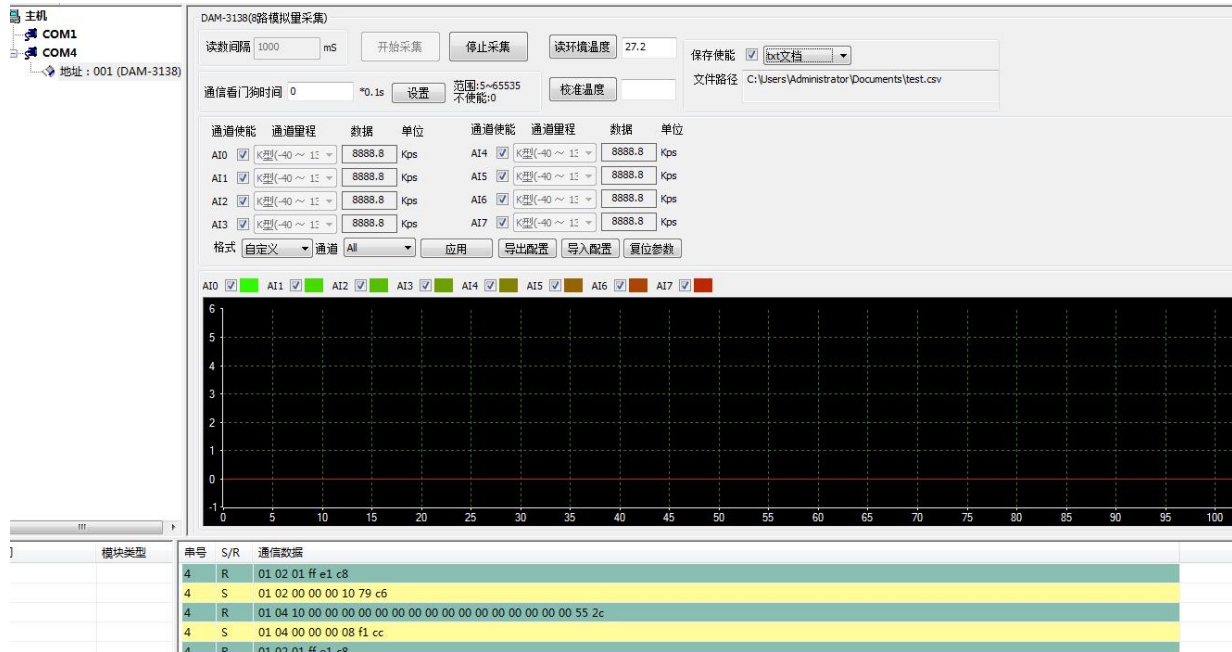 主机
COM1
COM4
地址：001 (DAM-3138)
DAM-3138(8路模拟量采集)
读数间隔 1000 mS 开始采集 停止采集 读环境温度 27.2
保存使能 txt文档
文件路径 C:\Users\Administrator\Documents\test.csv
通信看门狗时间 0 *0.1s 设置 范围:5~65535 校准温度
不使能:0
通道使能 通道里程 数据 单位 通道使能 通道里程 数据 单位
AI0 K型(-40 ～ 13 8888.8 Kps AI4 K型(-40 ～ 13 8888.8 Kps
AI1 K型(-40 ～ 13 8888.8 Kps AI5 K型(-40 ～ 13 8888.8 Kps
AI2 K型(-40 ～ 13 8888.8 Kps AI6 K型(-40 ～ 13 8888.8 Kps
AI3 K型(-40 ～ 13 8888.8 Kps AI7 K型(-40 ～ 13 8888.8 Kps
格式 自定义 通道 All 应用 导出配置 导入配置 复位参数
AI0 AI1 AI2 AI3 AI4 AI5 AI6 AI7
6
5
4
3
2
1
0
-1
0 5 10 15 20 25 30 35 40 45 50 55 60 65 70 75 80 85 90 95 100
模块类型 串号 S/R 通信数据
4 R 01 02 01 ff e1 c8
4 S 01 02 00 00 00 10 79 c6
4 R 01 04 10 00 00 00 00 00 00 00 00 00 00 00 00 00 00 00 00 55 2c
4 S 01 04 00 00 00 08 f1 cc
4 R 01 02 01 ff e1 c8